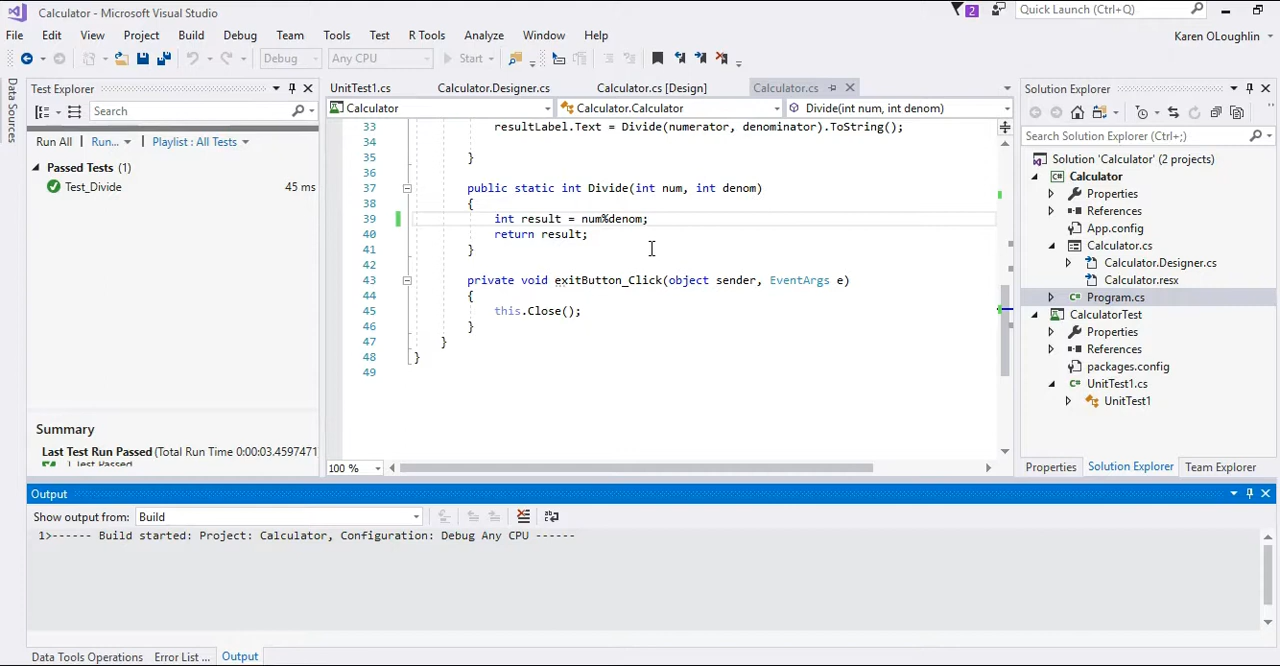 Calculator - Microsoft Visual Studio
2
Quick Launch (Ctrl+Q)
File Edit View Project Build Debug Team Tools Test R Tools Analyze Window Help
Karen OLoughlin
Debug Any CPU Start
Data Sources
Test Explorer
Search
Run All Run... Playlist : All Tests
Passed Tests (1)
Test_Divide 45 ms
Summary
Last Test Run Passed (Total Run Time 0:00:03.4597471
1 Test Passed
UnitTest1.cs Calculator.Designer.cs Calculator.cs [Design] Calculator.cs
Calculator Calculator.Calculator Divide(int num, int denom)
33 resultLabel.Text = Divide(numerator, denominator).ToString();
34
35 }
36
37 public static int Divide(int num, int denom)
38 {
39 int result = num%denom;
40 return result;
41 }
42
43 private void exitButton_Click(object sender, EventArgs e)
44 {
45 this.Close();
46 }
47 }
48 }
49
100 %
Solution Explorer
Search Solution Explorer (Ctrl+;)
Solution 'Calculator' (2 projects)
Calculator
Properties
References
App.config
Calculator.cs
Calculator.Designer.cs
Calculator.resx
Program.cs
CalculatorTest
Properties
References
packages.config
UnitTest1.cs
UnitTest1
Properties Solution Explorer Team Explorer
Output
Show output from: Build
1>------ Build started: Project: Calculator, Configuration: Debug Any CPU ------
Data Tools Operations Error List ... Output